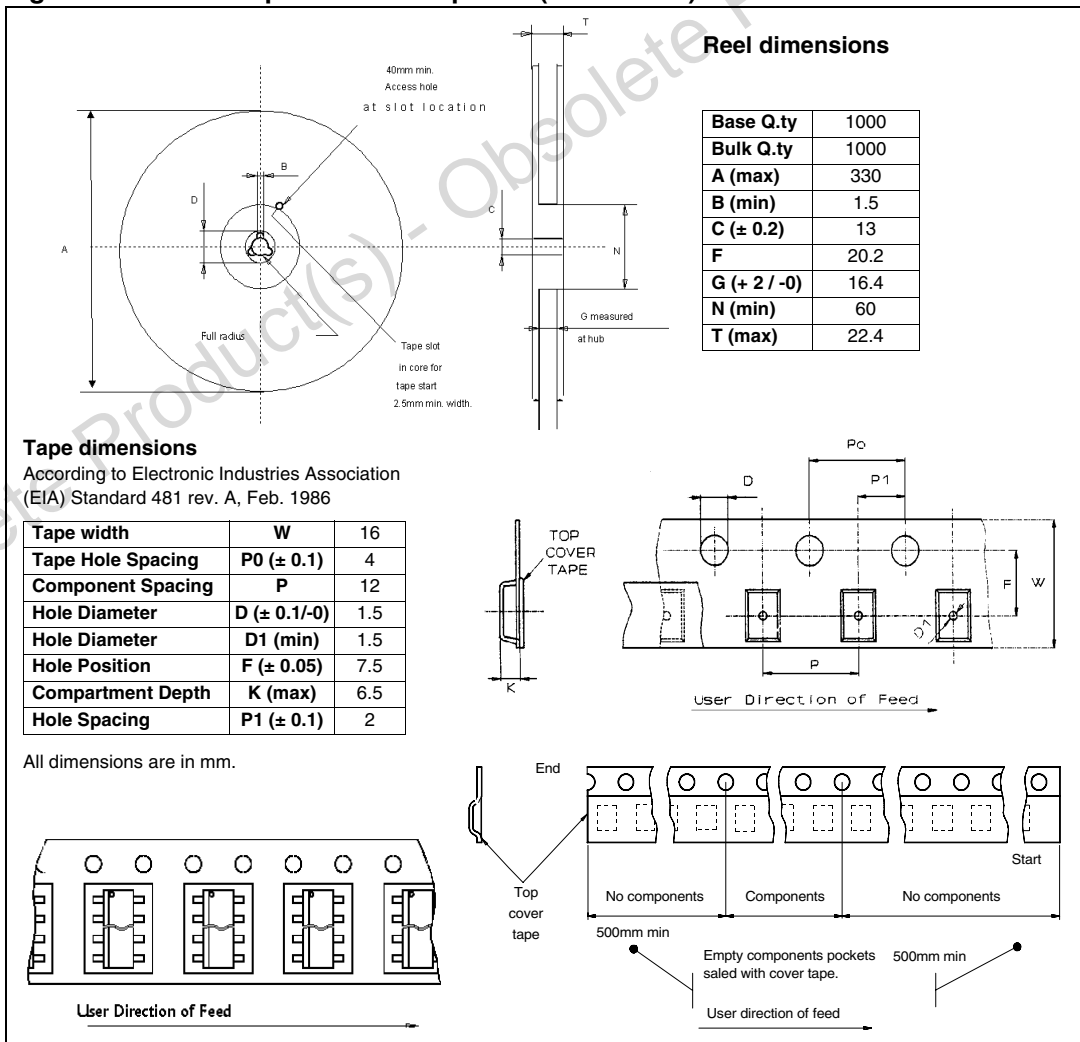 Reel dimensions
T
40mm min.
Access hole
at slot location
B
D
A
C
N
G measured
at hub
Full radius
Tape slot
in core for
tape start
2.5mm min. width.
Base Q.ty 1000
Bulk Q.ty 1000
A (max) 330
B (min) 1.5
C (± 0.2) 13
F 20.2
G (+ 2 / -0) 16.4
N (min) 60
T (max) 22.4
Obsolete Product(s) - Obsolete P
Tape dimensions
According to Electronic Industries Association
(EIA) Standard 481 rev. A, Feb. 1986
Tape width W 16
Tape Hole Spacing P0 (± 0.1) 4
Component Spacing P 12
Hole Diameter D (± 0.1/-0) 1.5
Hole Diameter D1 (min) 1.5
Hole Position F (± 0.05) 7.5
Compartment Depth K (max) 6.5
Hole Spacing P1 (± 0.1) 2
All dimensions are in mm.
TOP
COVER
TAPE
K
Po
D
P1
F
W
D1
P
User Direction of Feed
End
Start
Top
cover
tape
No components
Components
No components
500mm min
Empty components pockets
saled with cover tape.
500mm min
User direction of feed
User Direction of Feed